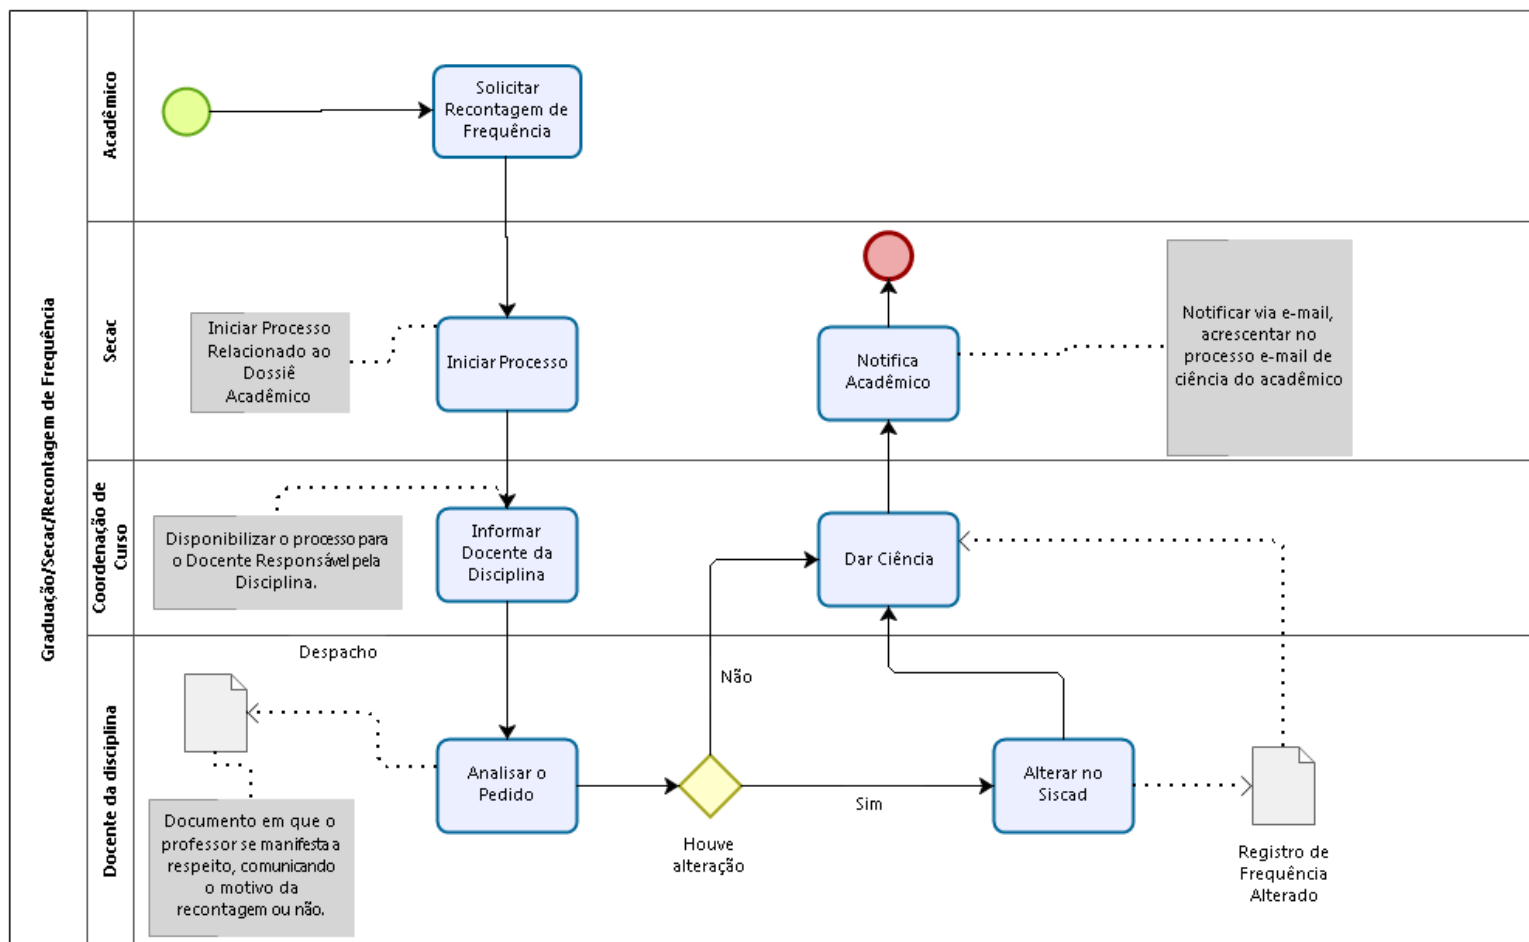 Graduação/Secac/Recontagem de Frequência
Acadêmico
Solicitar
Recontagem de
Frequência
Secac
Iniciar Processo
Relacionado ao
Dossiê
Acadêmico
Iniciar Processo
Notifica
Acadêmico
Notificar via e-mail,
acrescentar no
processo e-mail de
ciência do acadêmico
Coordenação de
Curso
Disponibilizar o processo para
o Docente Responsável pela
Disciplina.
Informar
Docente da
Disciplina
Dar Ciência
Docente da disciplina
Despacho
Documento em que o
professor se manifesta a
respeito, comunicando
o motivo da
recontagem ou não.
Analisar o
Pedido
Não
Houve
alteração
Sim
Alterar no
Siscad
Registro de
Frequência
Alterado